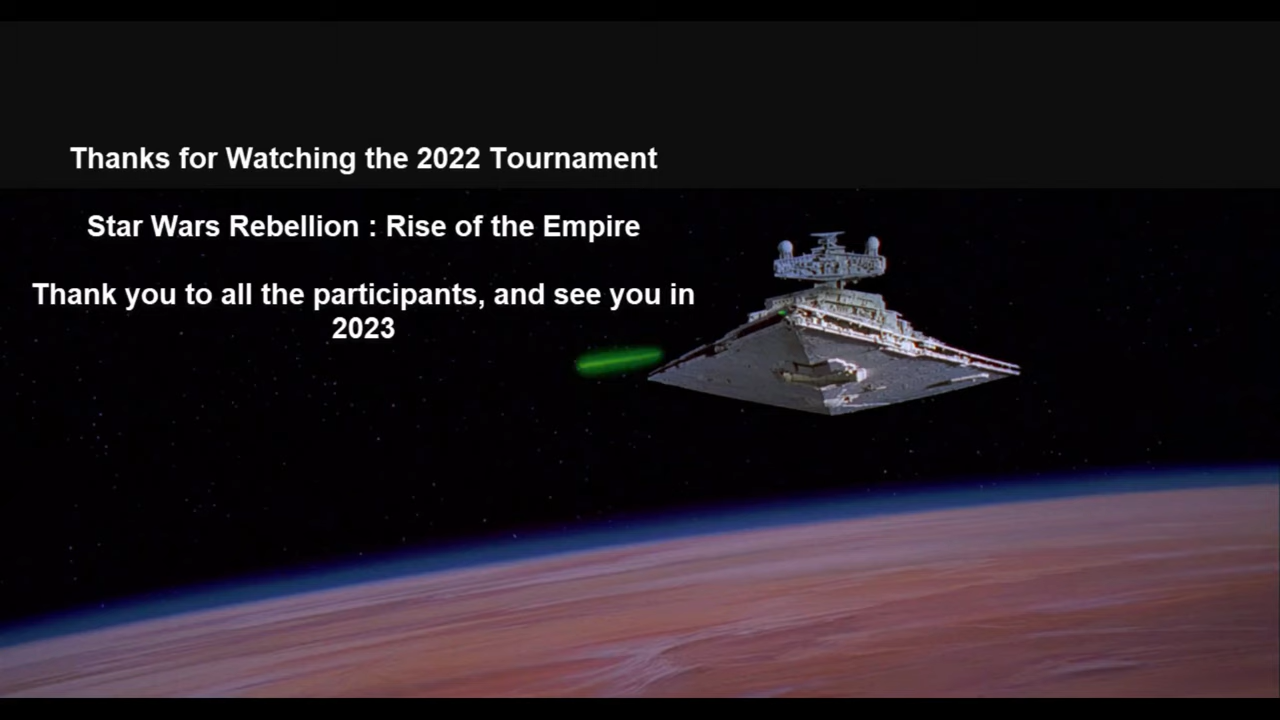 Thanks for Watching the 2022 Tournament
Star Wars Rebellion : Rise of the Empire
Thank you to all the participants, and see you in
2023